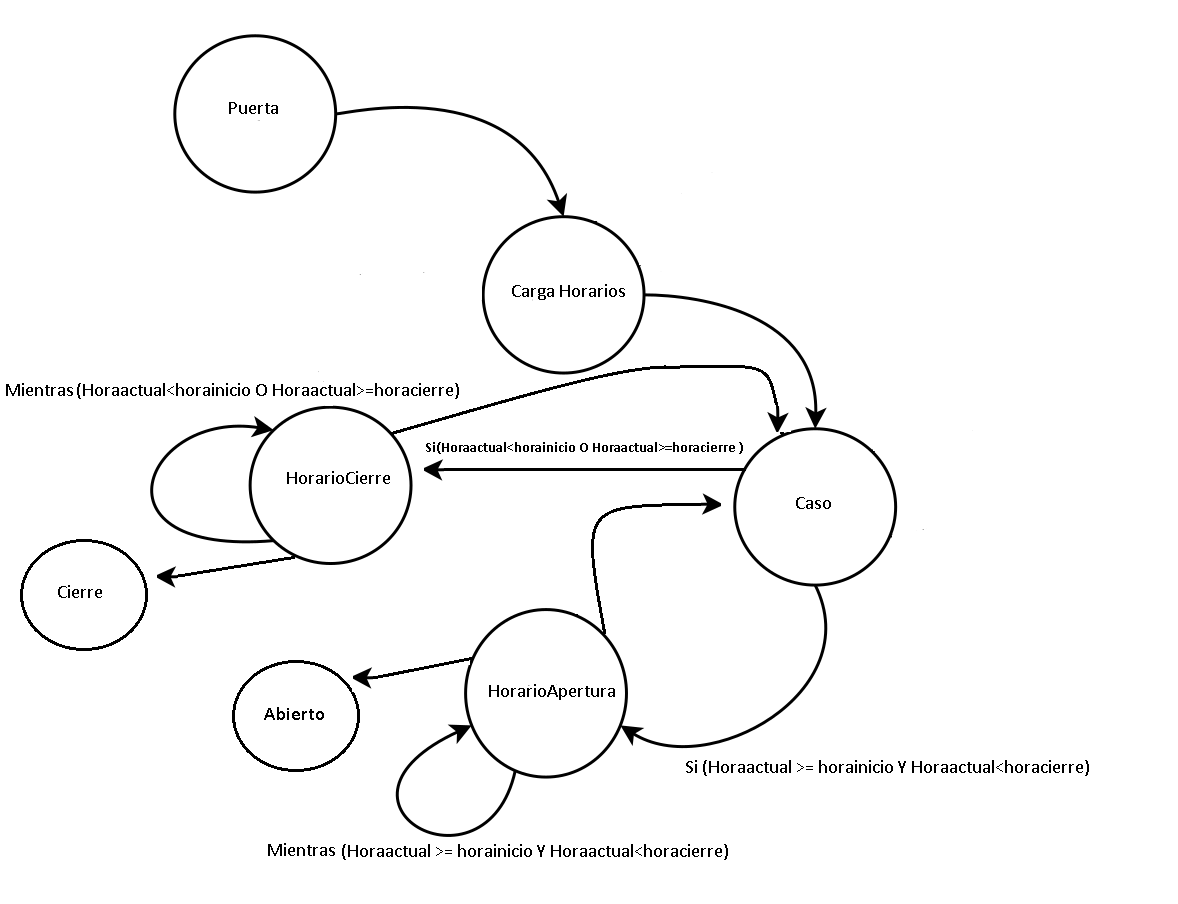 Puerta
Carga Horarios
Mientras (Horaactual<horainicio O Horaactual>=horacierre)
Si(Horaactual<horainicio O Horaactual>=horacierre )
HorarioCierre
Caso
Cierre
HorarioApertura
Abierto
Si (Horaactual >= horainicio Y Horaactual<horacierre)
Mientras (Horaactual >= horainicio Y Horaactual<horacierre)